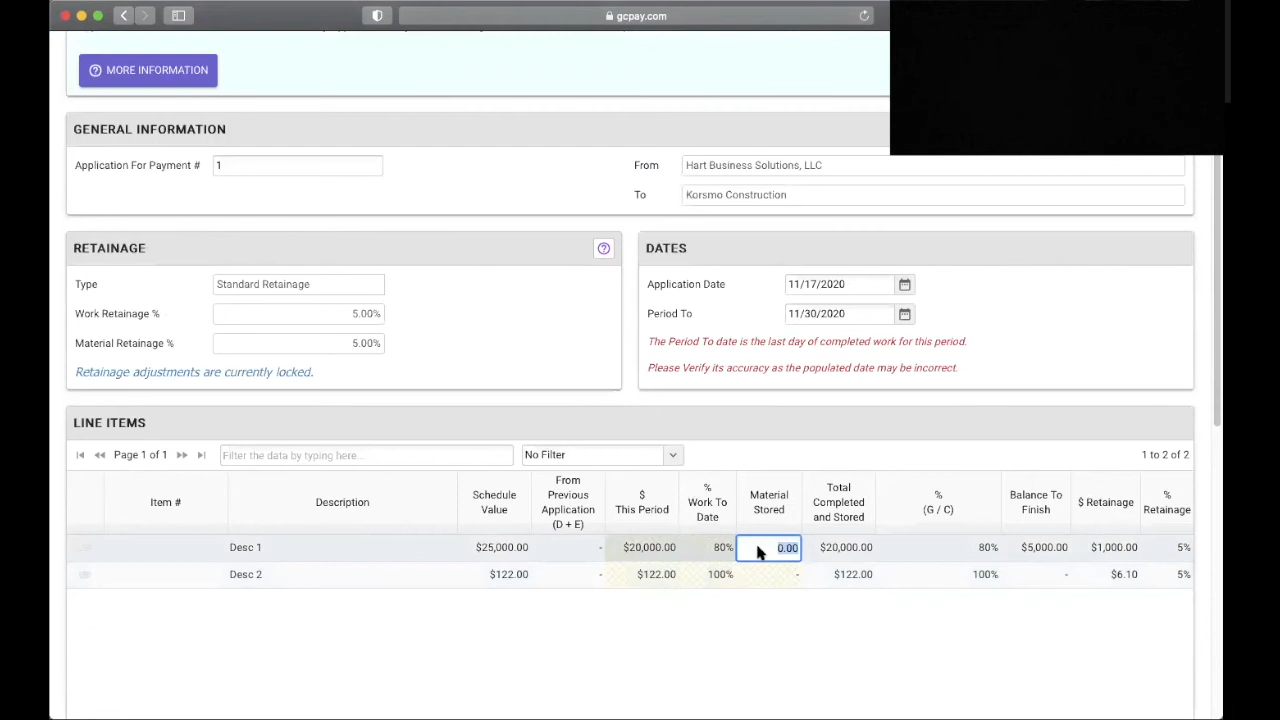 gcpay.com
MORE INFORMATION
GENERAL INFORMATION
Application For Payment # 1
From Hart Business Solutions, LLC
To Korsmo Construction
RETAINAGE
Type Standard Retainage
Work Retainage % 5.00%
Material Retainage % 5.00%
Retainage adjustments are currently locked.
DATES
Application Date 11/17/2020
Period To 11/30/2020
The Period To date is the last day of completed work for this period.
Please Verify its accuracy as the populated date may be incorrect.
LINE ITEMS
Page 1 of 1 Filter the data by typing here... No Filter 1 to 2 of 2
Item # Description Schedule Value From Previous Application (D + E) $ This Period % Work To Date Material Stored Total Completed and Stored % (G / C) Balance To Finish $ Retainage % Retainage
Desc 1 $25,000.00 - $20,000.00 80% 0.00 $20,000.00 80% $5,000.00 $1,000.00 5%
Desc 2 $122.00 - $122.00 100% - $122.00 100% - $6.10 5%